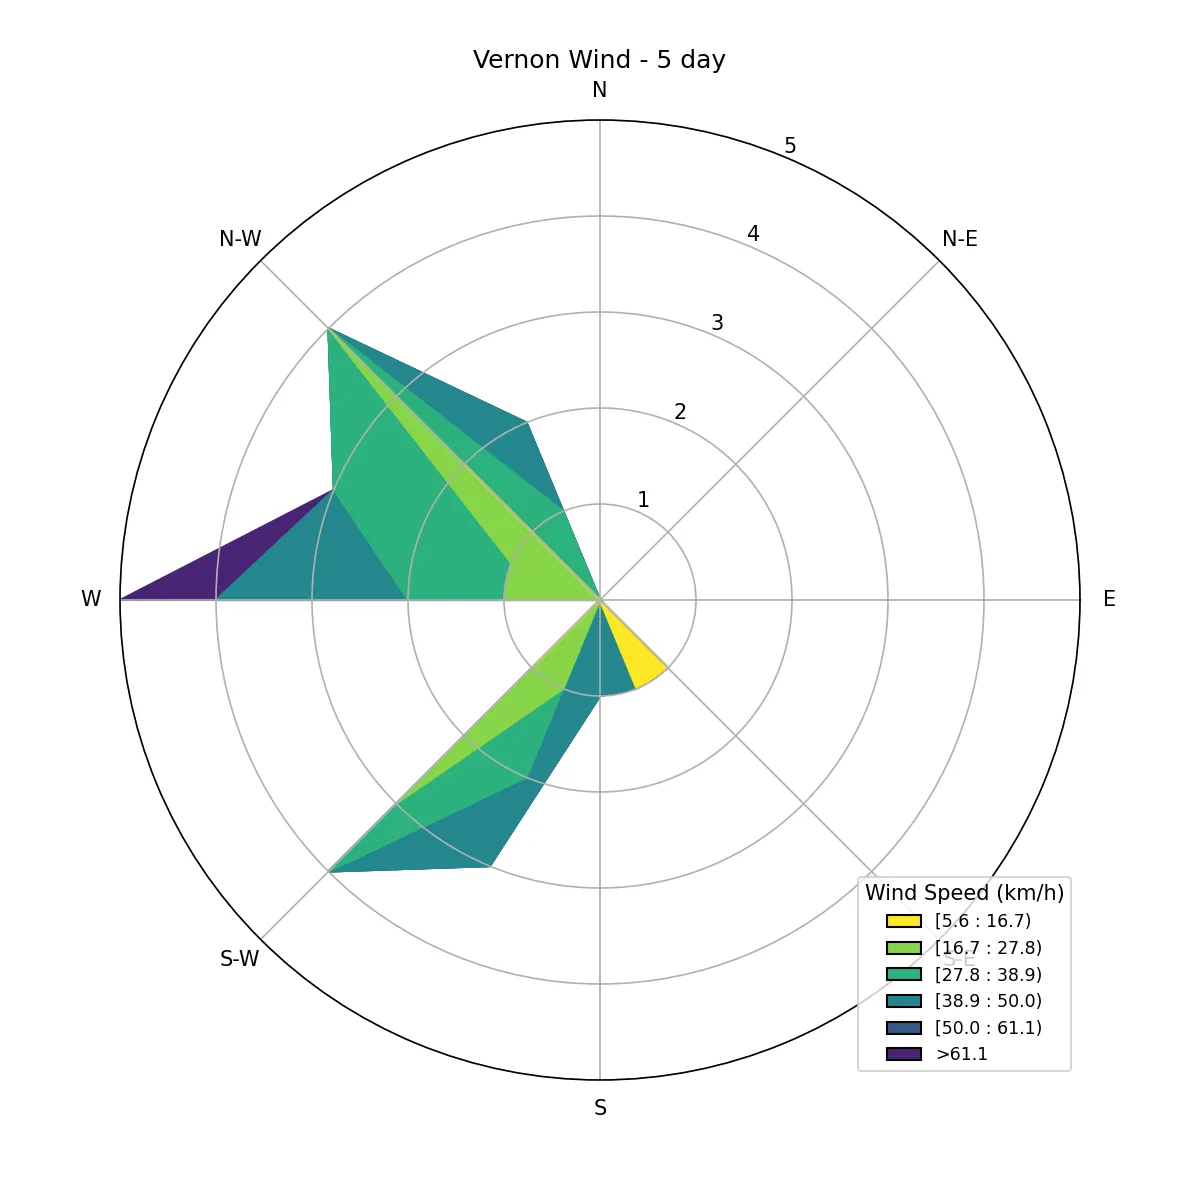 Vernon Wind - 5 day
N
5
N-W
N-E
4
3
2
1
W
E
S-W
S-E
Wind Speed (km/h)
[5.6 : 16.7)
[16.7 : 27.8)
[27.8 : 38.9)
[38.9 : 50.0)
[50.0 : 61.1)
>61.1
S